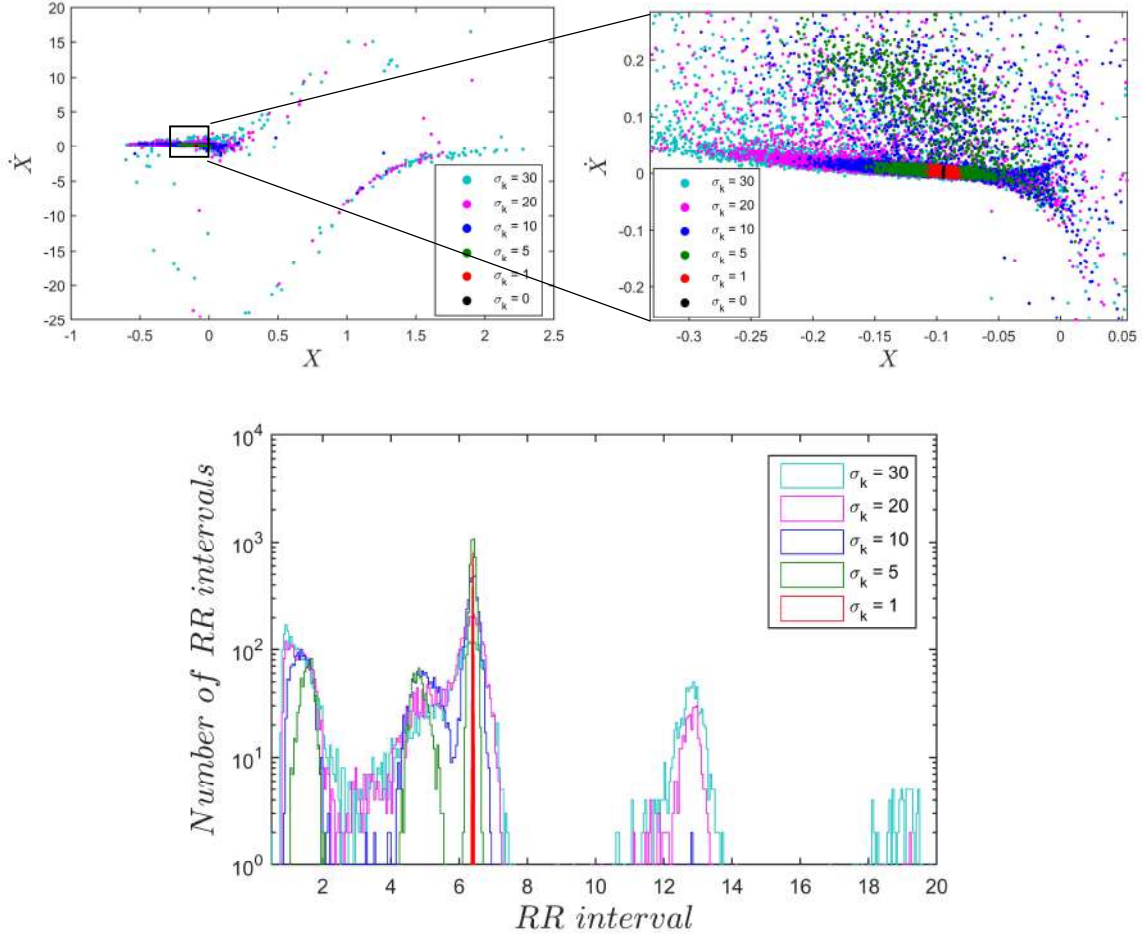 20
15
10
5
0
-5
-10
-15
-20
-25
Ẋ
-1
-0.5
0
0.5
1
1.5
2
2.5
X
σk = 30
σk = 20
σk = 10
σk = 5
σk = 1
σk = 0
0.2
0.1
0
-0.1
-0.2
Ẋ
-0.3
-0.25
-0.2
-0.15
-0.1
-0.05
0
0.05
X
σk = 30
σk = 20
σk = 10
σk = 5
σk = 1
σk = 0
10^4
10^3
10^2
10^1
10^0
Number of RR intervals
2
4
6
8
10
12
14
16
18
20
RR interval
σk = 30
σk = 20
σk = 10
σk = 5
σk = 1